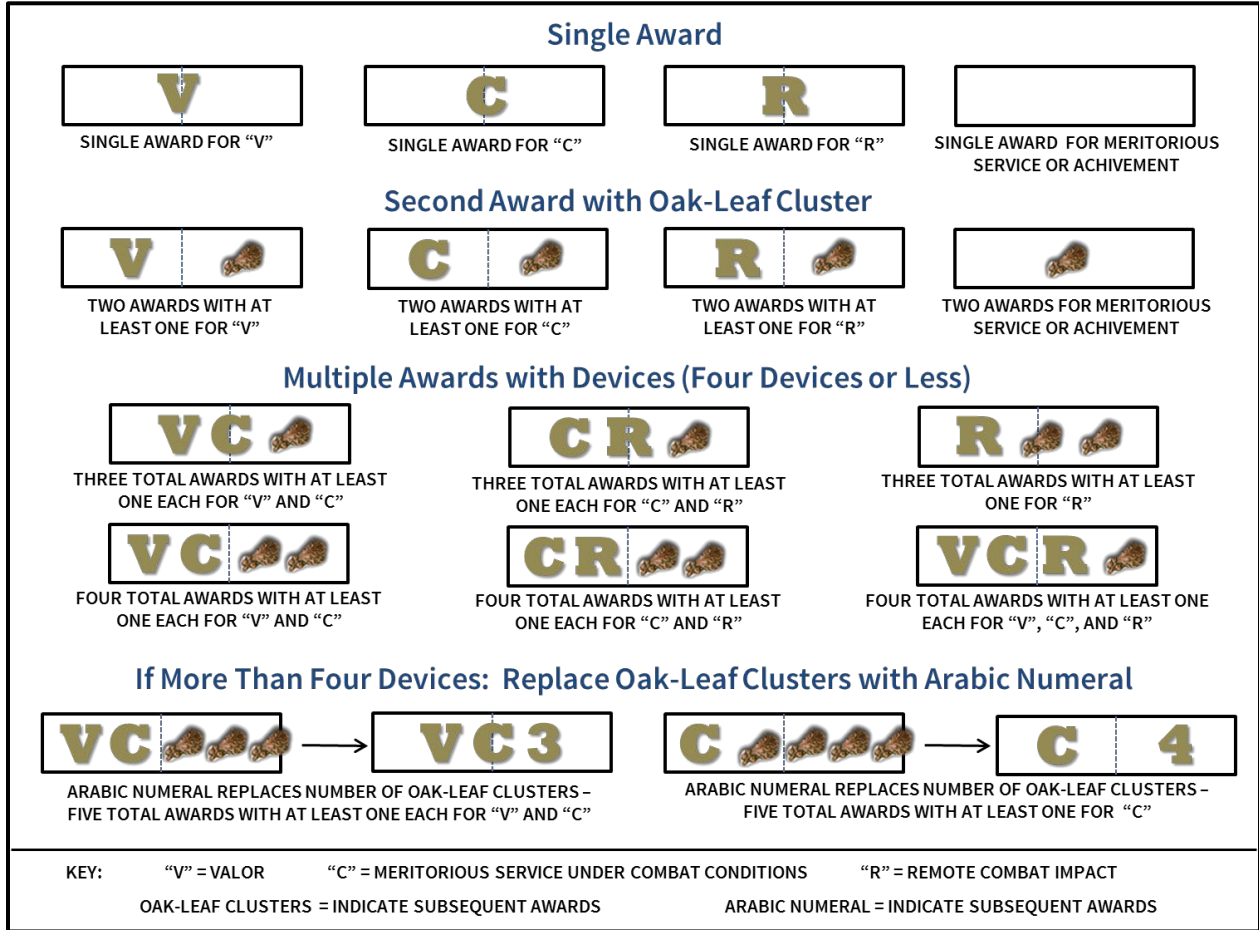 Single Award
V
C
R
SINGLE AWARD FOR “V”
SINGLE AWARD FOR “C”
SINGLE AWARD FOR “R”
SINGLE AWARD FOR MERITORIOUS
SERVICE OR ACHIVEMENT
Second Award with Oak-Leaf Cluster
V
C
R
TWO AWARDS WITH AT
LEAST ONE FOR “V”
TWO AWARDS WITH AT
LEAST ONE FOR “C”
TWO AWARDS WITH AT
LEAST ONE FOR “R”
TWO AWARDS FOR MERITORIOUS
SERVICE OR ACHIVEMENT
Multiple Awards with Devices (Four Devices or Less)
V C
C R
R
THREE TOTAL AWARDS WITH AT LEAST
ONE EACH FOR “V” AND “C”
THREE TOTAL AWARDS WITH AT LEAST
ONE EACH FOR “C” AND “R”
THREE TOTAL AWARDS WITH AT LEAST
ONE FOR “R”
V C
C R
V C R
FOUR TOTAL AWARDS WITH AT LEAST
ONE EACH FOR “V” AND “C”
FOUR TOTAL AWARDS WITH AT LEAST
ONE EACH FOR “C” AND “R”
FOUR TOTAL AWARDS WITH AT LEAST ONE
EACH FOR “V”, “C”, AND “R”
If More Than Four Devices: Replace Oak-Leaf Clusters with Arabic Numeral
V C
V C 3
C
C 4
ARABIC NUMERAL REPLACES NUMBER OF OAK-LEAF CLUSTERS –
FIVE TOTAL AWARDS WITH AT LEAST ONE EACH FOR “V” AND “C”
ARABIC NUMERAL REPLACES NUMBER OF OAK-LEAF CLUSTERS –
FIVE TOTAL AWARDS WITH AT LEAST ONE FOR “C”
KEY: “V” = VALOR “C” = MERITORIOUS SERVICE UNDER COMBAT CONDITIONS “R” = REMOTE COMBAT IMPACT
OAK-LEAF CLUSTERS = INDICATE SUBSEQUENT AWARDS ARABIC NUMERAL = INDICATE SUBSEQUENT AWARDS